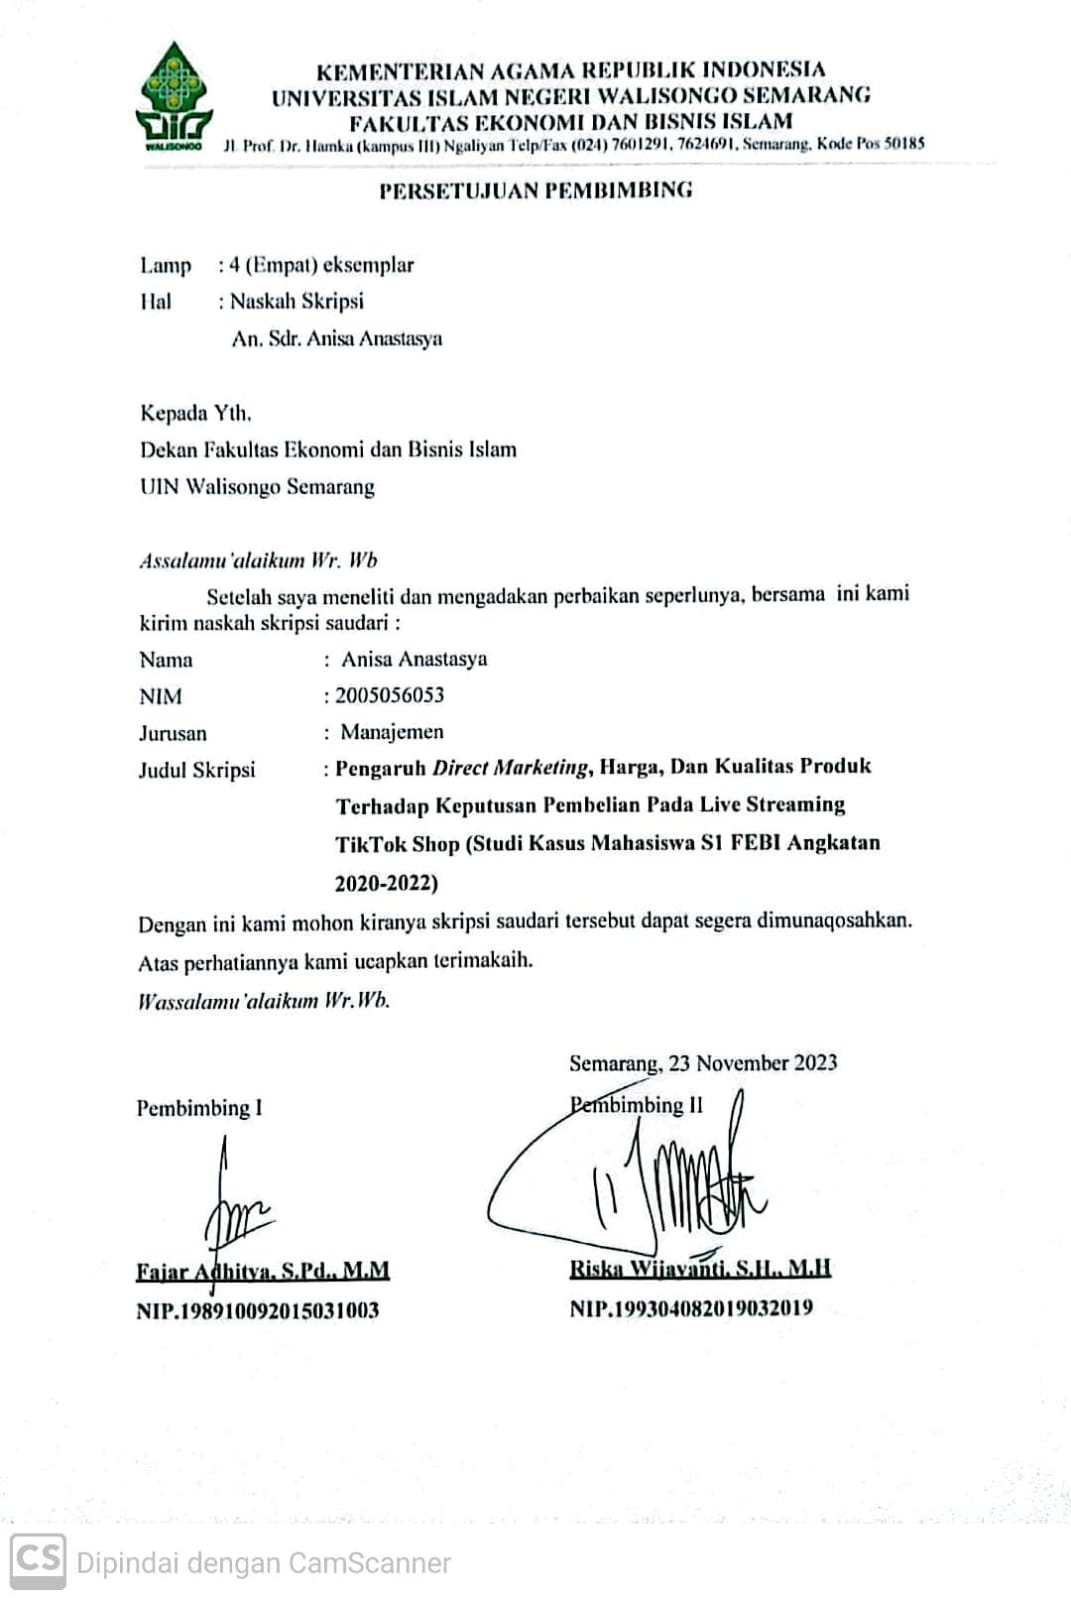 KEMENTERIAN AGAMA REPUBLIK INDONESIA
UNIVERSITAS ISLAM NEGERI WALISONGO SEMARANG
FAKULTAS EKONOMI DAN BISNIS ISLAM
WALISONGO
Jl. Prof. Dr. Hamka (kampus III) Ngaliyan Telp/Fax (024) 7601291, 7624691, Semarang, Kode Pos 50185
PERSETUJUAN PEMBIMBING
Lamp : 4 (Empat) eksemplar
Hal : Naskah Skripsi
An. Sdr. Anisa Anastasya
Kepada Yth.
Dekan Fakultas Ekonomi dan Bisnis Islam
UIN Walisongo Semarang
Assalamu'alaikum Wr. Wb
Setelah saya meneliti dan mengadakan perbaikan seperlunya, bersama ini kami
kirim naskah skripsi saudari :
Nama : Anisa Anastasya
NIM : 2005056053
Jurusan : Manajemen
Judul Skripsi : Pengaruh Direct Marketing, Harga, Dan Kualitas Produk
Terhadap Keputusan Pembelian Pada Live Streaming
TikTok Shop (Studi Kasus Mahasiswa S1 FEBI Angkatan
2020-2022)
Dengan ini kami mohon kiranya skripsi saudari tersebut dapat segera dimunaqosahkan.
Atas perhatiannya kami ucapkan terimakaih.
Wassalamu'alaikum Wr.Wb.
Semarang, 23 November 2023
Pembimbing I Pembimbing II
Fajar Adhitya, S.Pd., M.M Riska Wijayanti, S.H., M.H
NIP.198910092015031003 NIP.199304082019032019
CS Dipindai dengan CamScanner